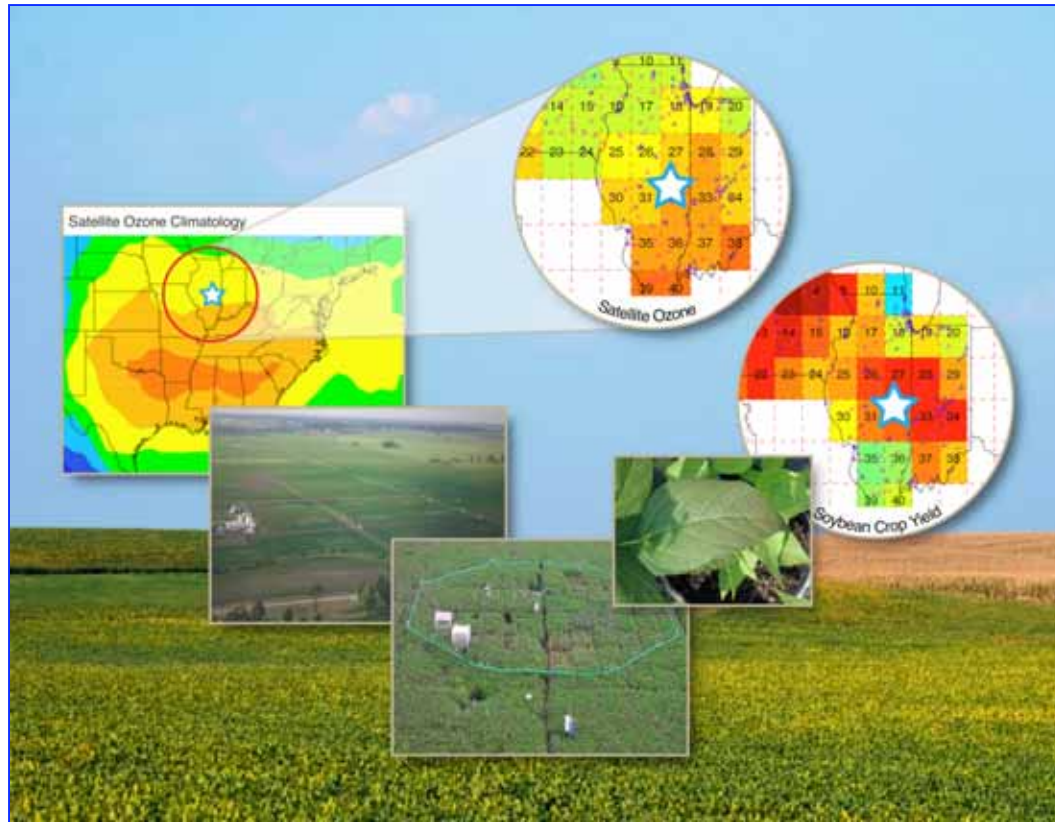 Satellite Ozone Climatology
10 11
14 15 16 17 18 19 20
22 23 24 25 26 27 28 29
30 31 33 34
35 36 37 38
39 40
Satellite Ozone
4 9 10 11
13 14 15 16 17 18 19 20
22 23 24 25 26 27 28 29
30 31 33 34
35 36 37 38
39 40
Soybean Crop Yield